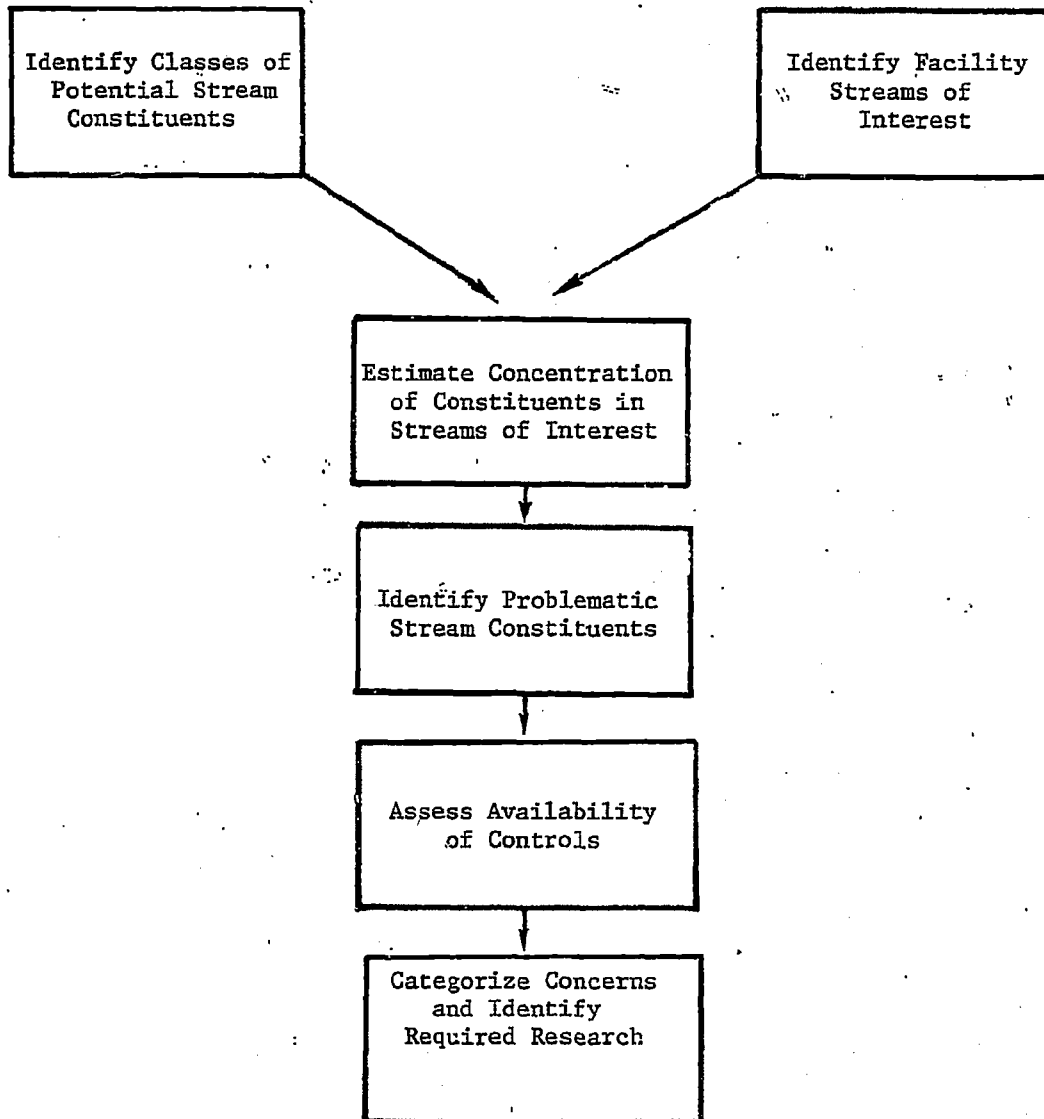 Identify Classes of
Potential Stream
Constituents
Identify Facility
Streams of
Interest
Estimate Concentration
of Constituents in
Streams of Interest
Identify Problematic
Stream Constituents
Assess Availability
of Controls
Categorize Concerns
and Identify
Required Research